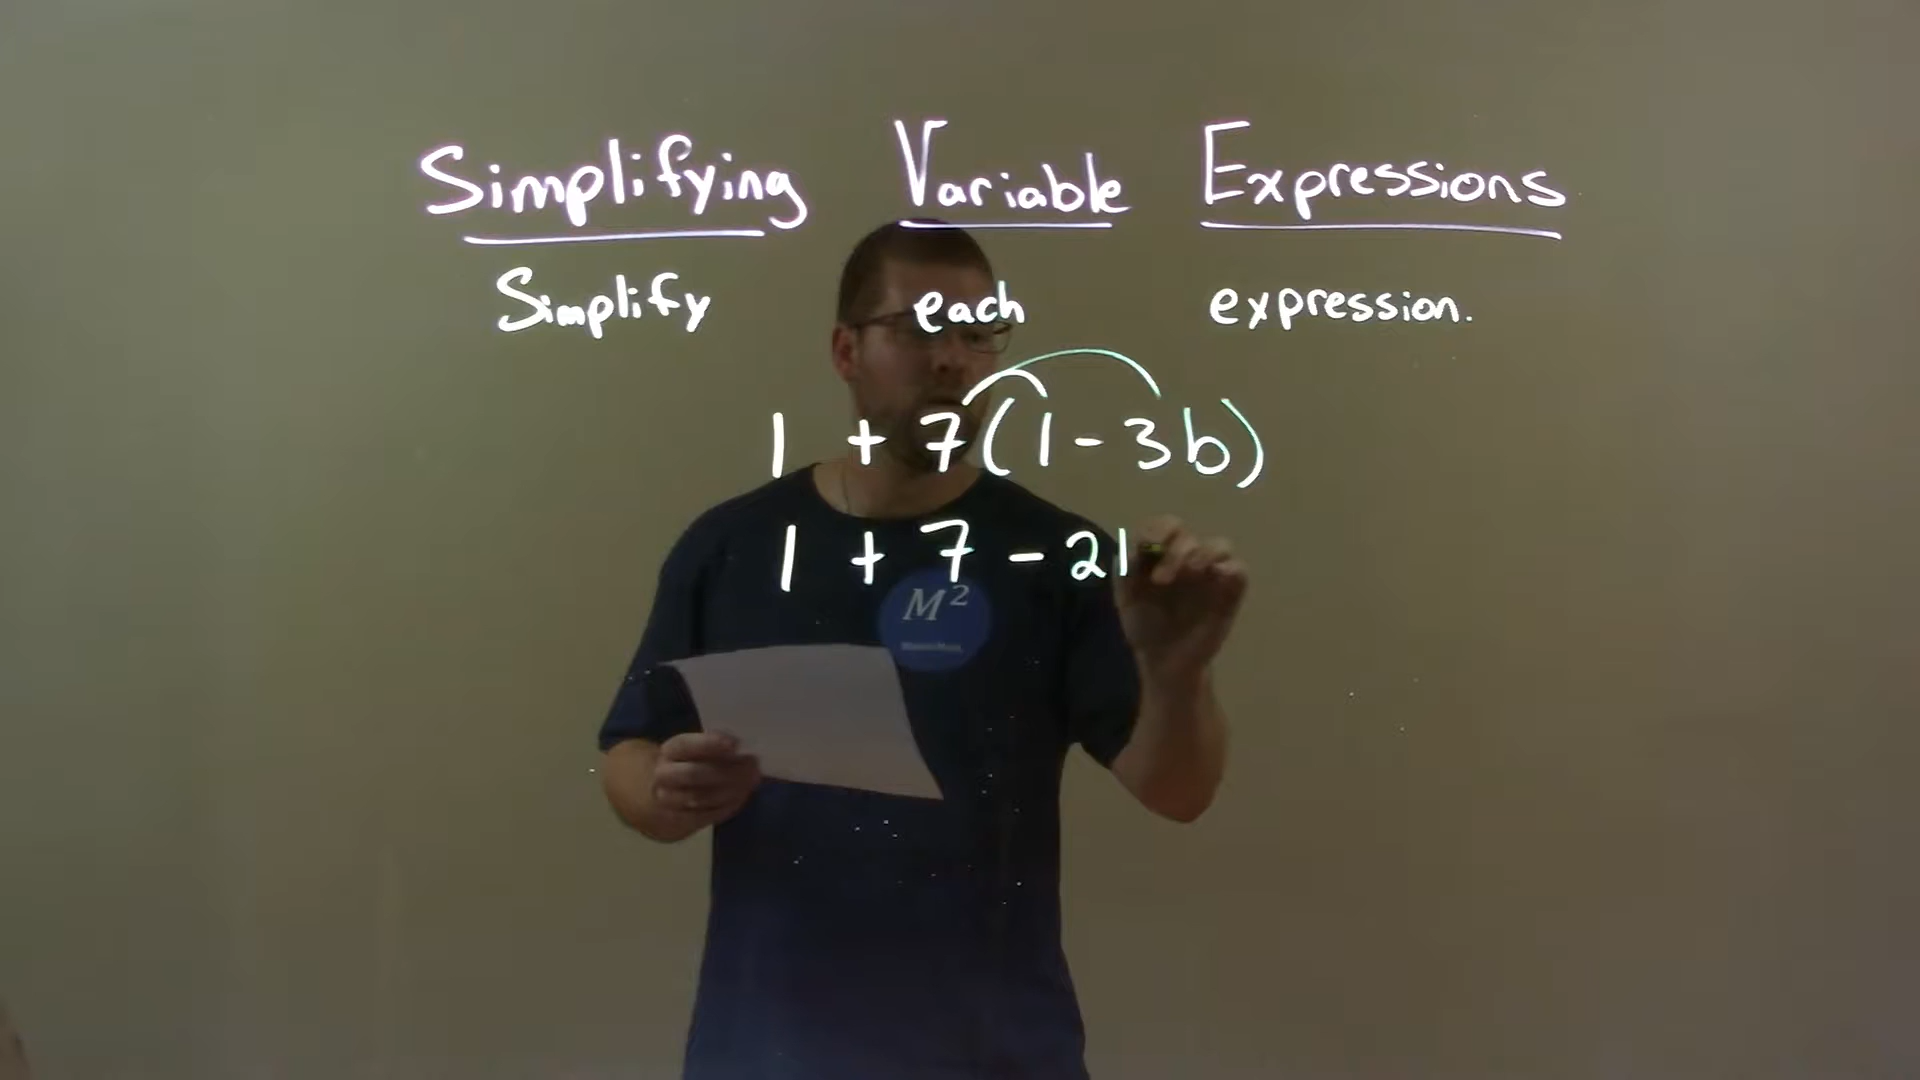 Simplifying Variable Expressions
Simplify each expression.
1 + 7(1-3b)
1 + 7 - 21
M²